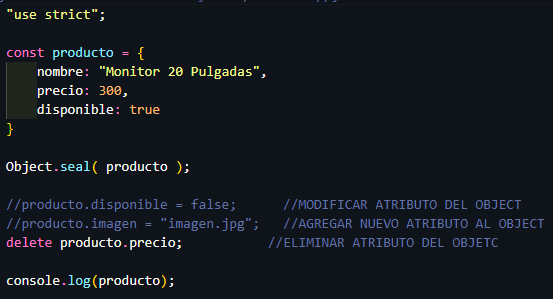 "use strict";
const producto = {
nombre: "Monitor 20 Pulgadas",
precio: 300,
disponible: true
}
Object.seal( producto );
//producto.disponible = false; //MODIFICAR ATRIBUTO DEL OBJECT
//producto.imagen = "imagen.jpg"; //AGREGAR NUEVO ATRIBUTO AL OBJECT
delete producto.precio; //ELIMINAR ATRIBUTO DEL OBJETC
console.log(producto);